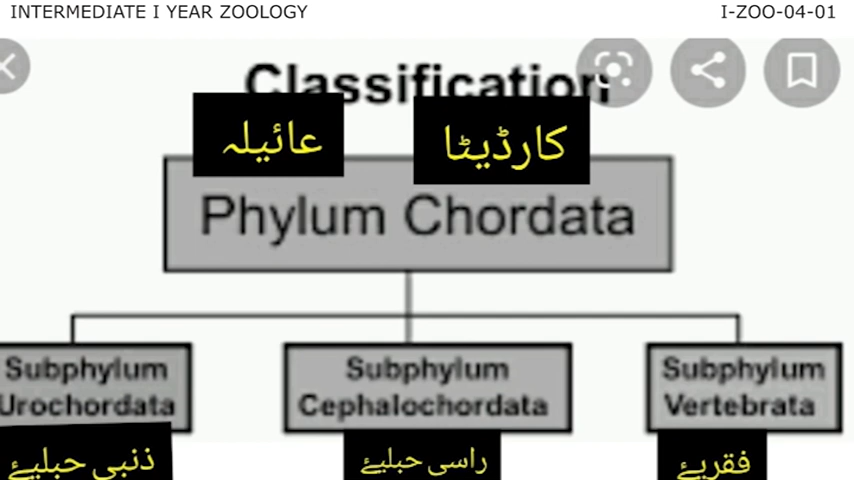 INTERMEDIATE I YEAR ZOOLOGY
I-ZOO-04-01
Classification
عائیلہ
کارڈیٹا
Phylum Chordata
Subphylum
Urochordata
Subphylum
Cephalochordata
Subphylum
Vertebrata
ذنبی حبلیۓ
راسی حبلیۓ
فقریۓ